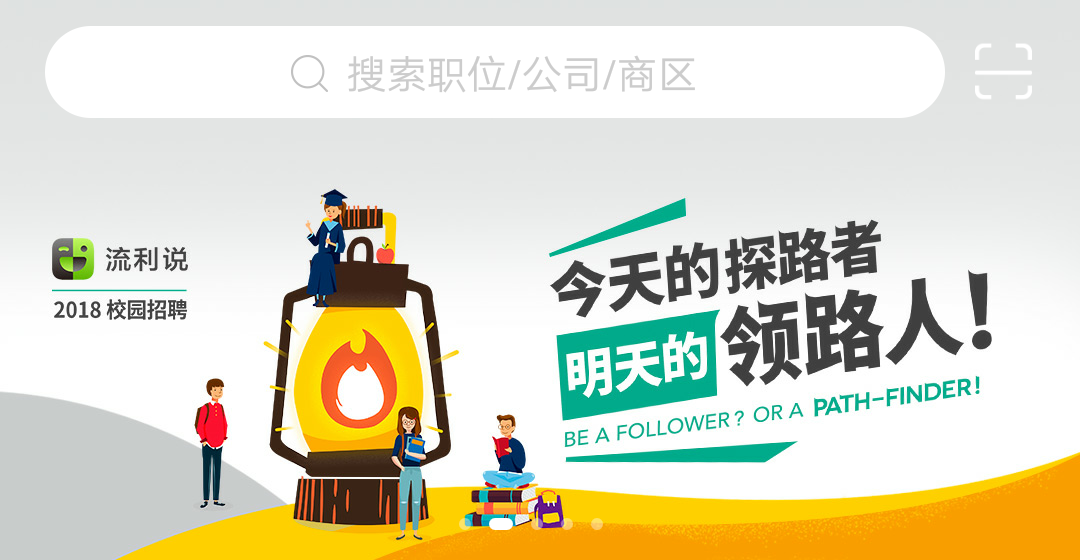 搜索职位/公司/商区
流利说
2018 校园招聘
今天的探路者
明天的领路人!
BE A FOLLOWER? OR A PATH-FINDER!